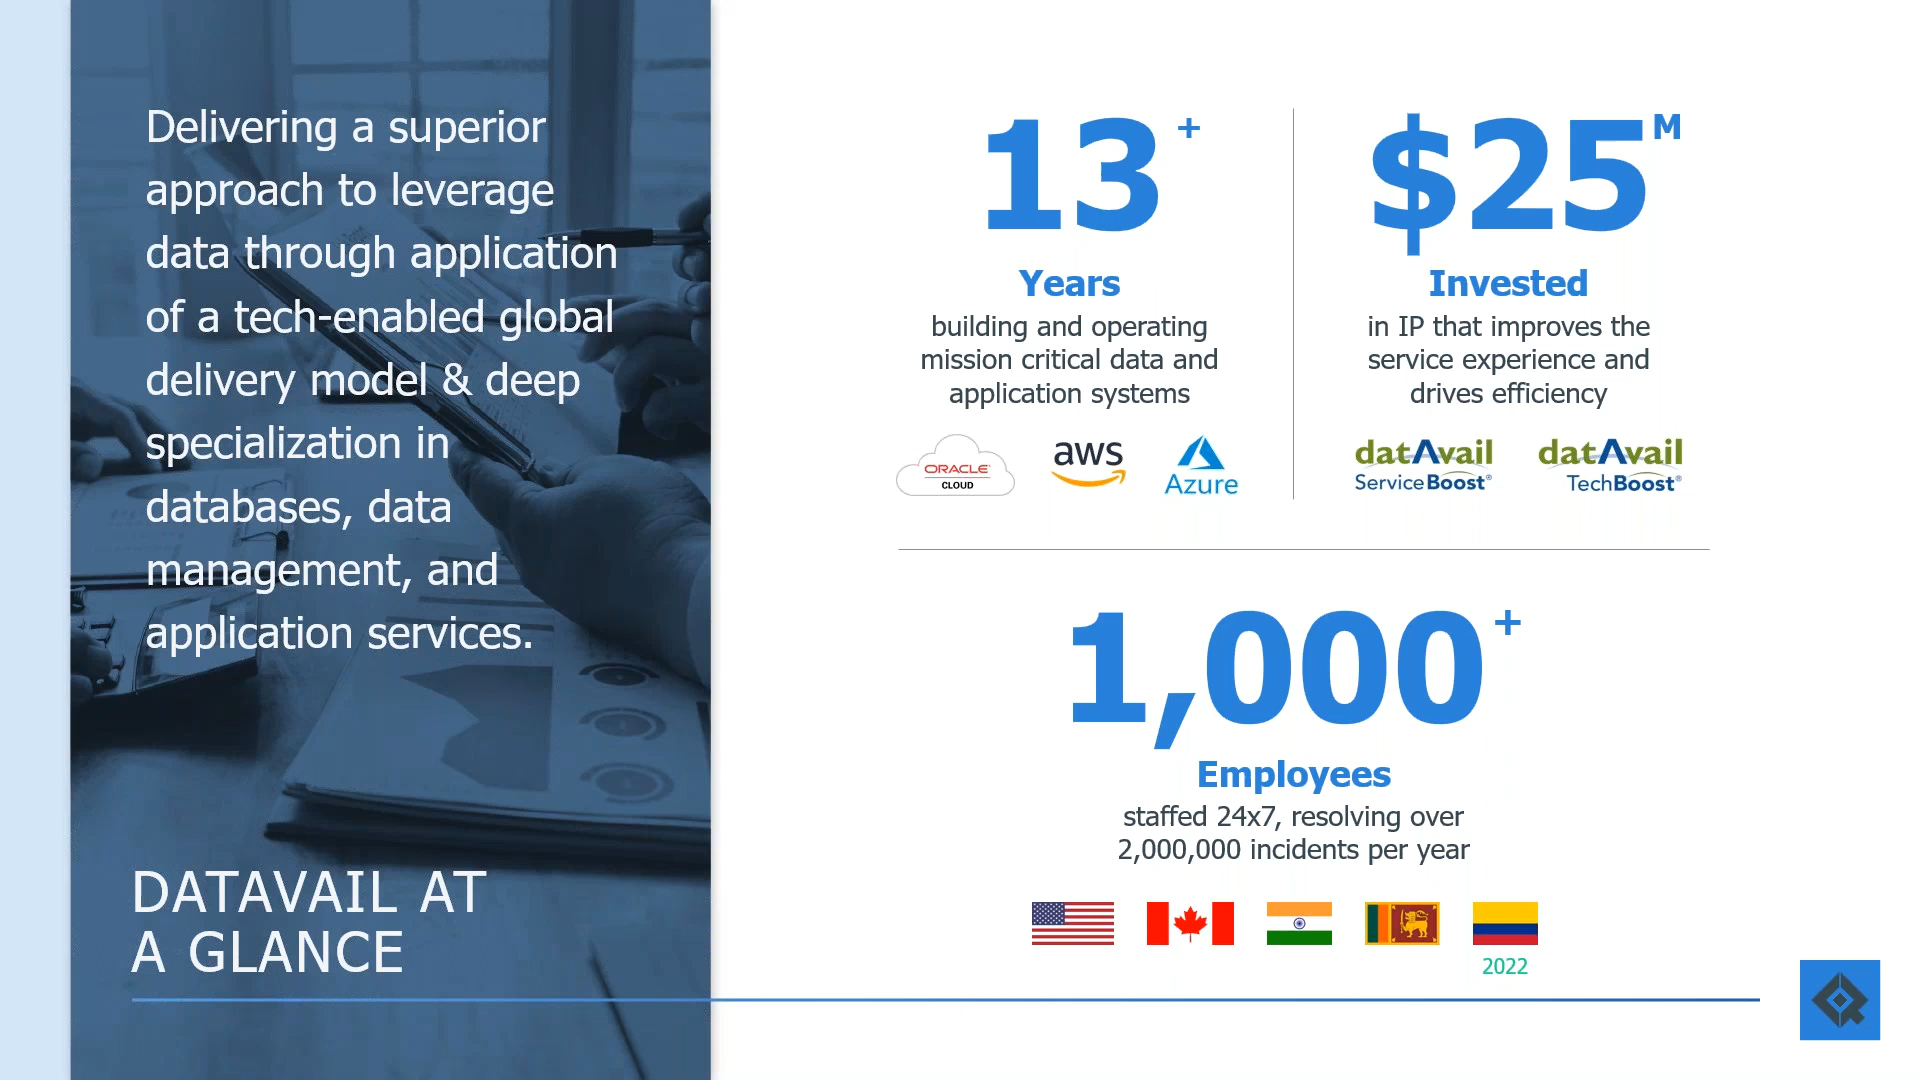 Delivering a superior
approach to leverage
data through application
of a tech-enabled global
delivery model & deep
specialization in
databases, data
management, and
application services.
DATAVAIL AT
A GLANCE
13+
Years
building and operating
mission critical data and
application systems
ORACLE
CLOUD
aws
Azure
$25M
Invested
in IP that improves the
service experience and
drives efficiency
datAvail
ServiceBoost®
datAvail
TechBoost®
1,000+
Employees
staffed 24x7, resolving over
2,000,000 incidents per year
2022